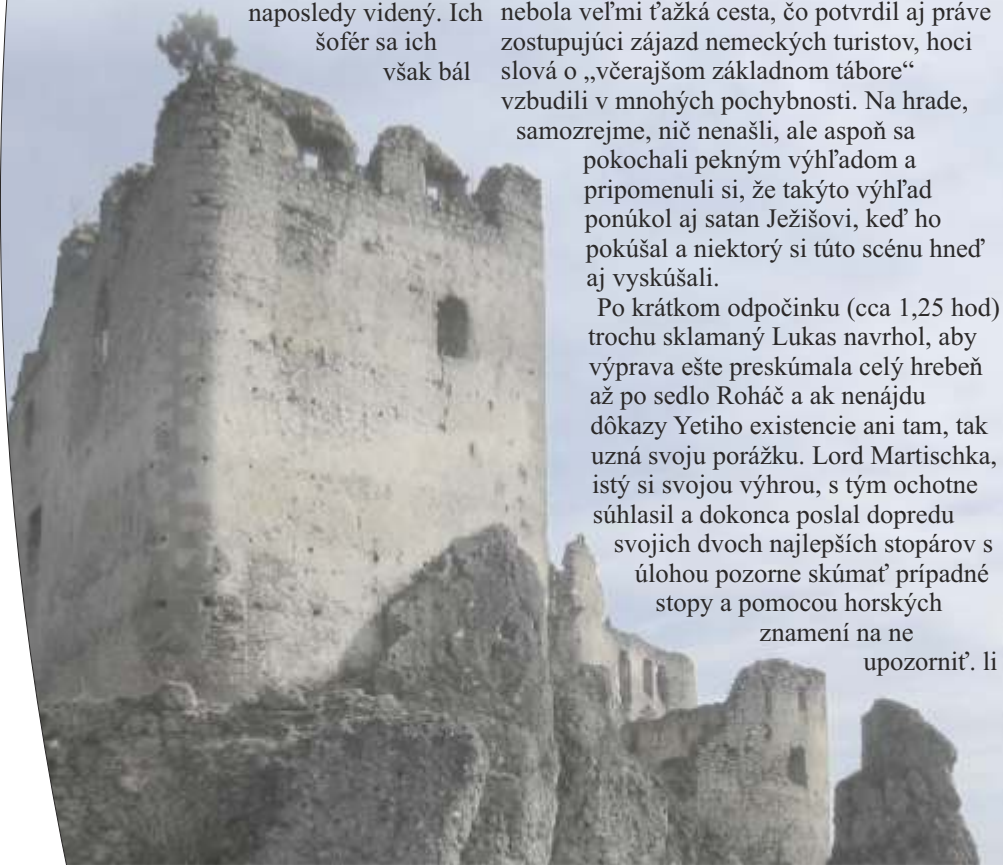 naposledy videný. Ich
šofér sa ich
však bál
nebola veľmi ťažká cesta, čo potvrdil aj práve
zostupujúci zájazd nemeckých turistov, hoci
slová o „včerajšom základnom tábore“
vzbudili v mnohých pochybnosti. Na hrade,
samozrejme, nič nenašli, ale aspoň sa
pokochali pekným výhľadom a
pripomenuli si, že takýto výhľad
ponúkol aj satan Ježišovi, keď ho
pokúšal a niektorý si túto scénu hneď
aj vyskúšali.
Po krátkom odpočinku (cca 1,25 hod)
trochu sklamaný Lukas navrhol, aby
výprava ešte preskúmala celý hrebeň
až po sedlo Roháč a ak nenájdu
dôkazy Yetiho existencie ani tam, tak
uzná svoju porážku. Lord Martischka,
istý si svojou výhrou, s tým ochotne
súhlasil a dokonca poslal dopredu
svojich dvoch najlepších stopárov s
úlohou pozorne skúmať prípadné
stopy a pomocou horských
znamení na ne
upozorniť. li